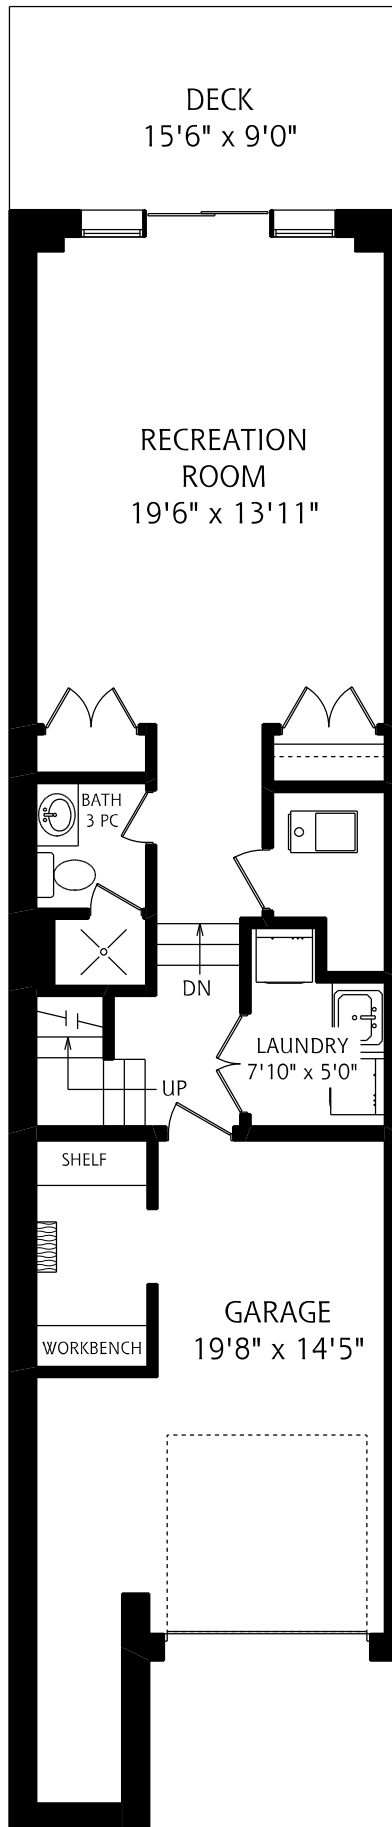 DECK
15'6" x 9'0"
RECREATION
ROOM
19'6" x 13'11"
BATH
3 PC
DN
LAUNDRY
7'10" x 5'0"
UP
SHELF
GARAGE
19'8" x 14'5"
WORKBENCH